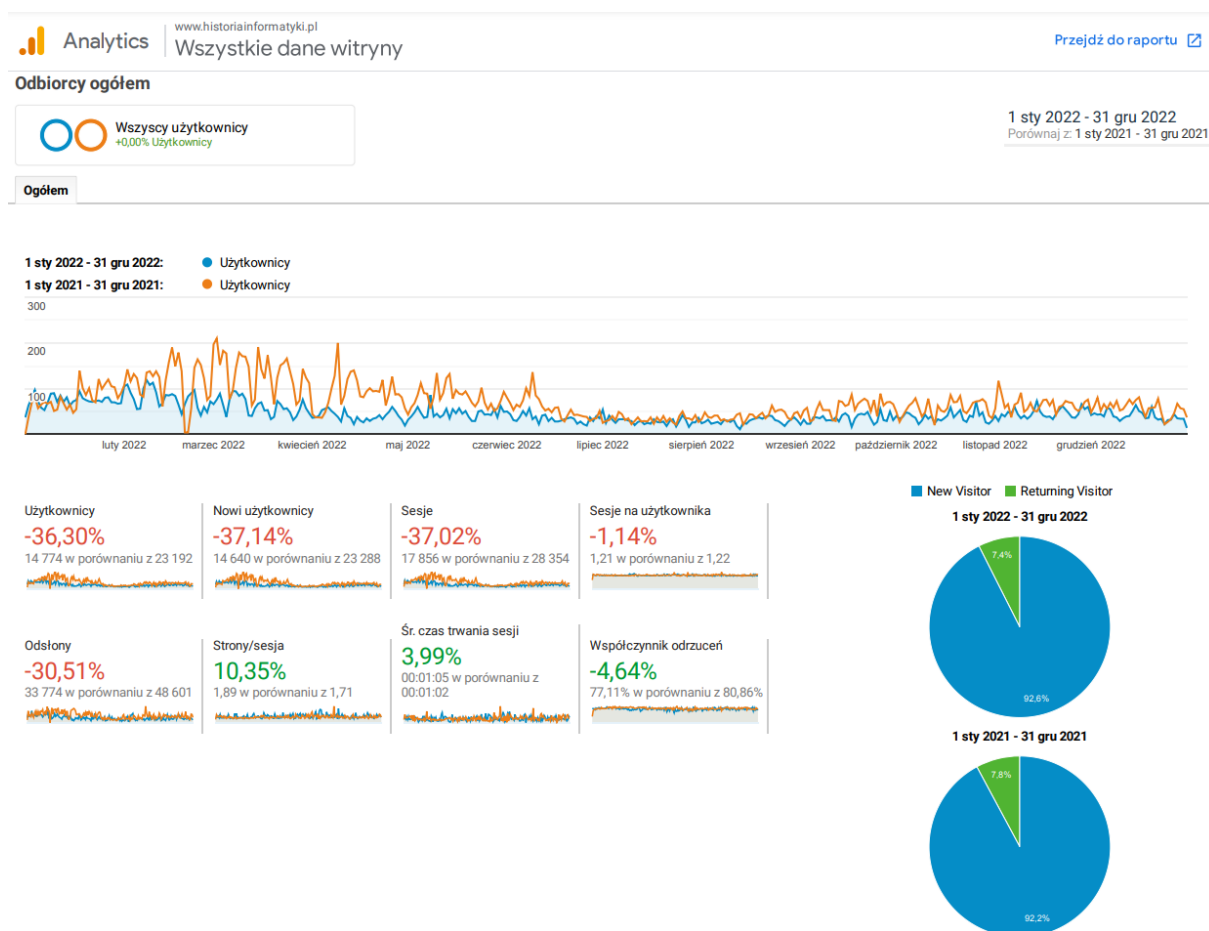 Analytics
www.historiainformatyki.pl
Wszystkie dane witryny
Przejdź do raportu
Odbiorcy ogółem
Wszyscy użytkownicy
+0,00% Użytkownicy
1 sty 2022 - 31 gru 2022
Porównaj z: 1 sty 2021 - 31 gru 2021
Ogółem
1 sty 2022 - 31 gru 2022: Użytkownicy
1 sty 2021 - 31 gru 2021: Użytkownicy
300
200
100
luty 2022 marzec 2022 kwiecień 2022 maj 2022 czerwiec 2022 lipiec 2022 sierpień 2022 wrzesień 2022 październik 2022 listopad 2022 grudzień 2022
Użytkownicy
-36,30%
14 774 w porównaniu z 23 192
Nowi użytkownicy
-37,14%
14 640 w porównaniu z 23 288
Sesje
-37,02%
17 856 w porównaniu z 28 354
Sesje na użytkownika
-1,14%
1,21 w porównaniu z 1,22
Odsłony
-30,51%
33 774 w porównaniu z 48 601
Strony/sesja
10,35%
1,89 w porównaniu z 1,71
Śr. czas trwania sesji
3,99%
00:01:05 w porównaniu z
00:01:02
Współczynnik odrzuceń
-4,64%
77,11% w porównaniu z 80,86%
New Visitor Returning Visitor
1 sty 2022 - 31 gru 2022
7,4%
92,6%
1 sty 2021 - 31 gru 2021
7,8%
92,2%